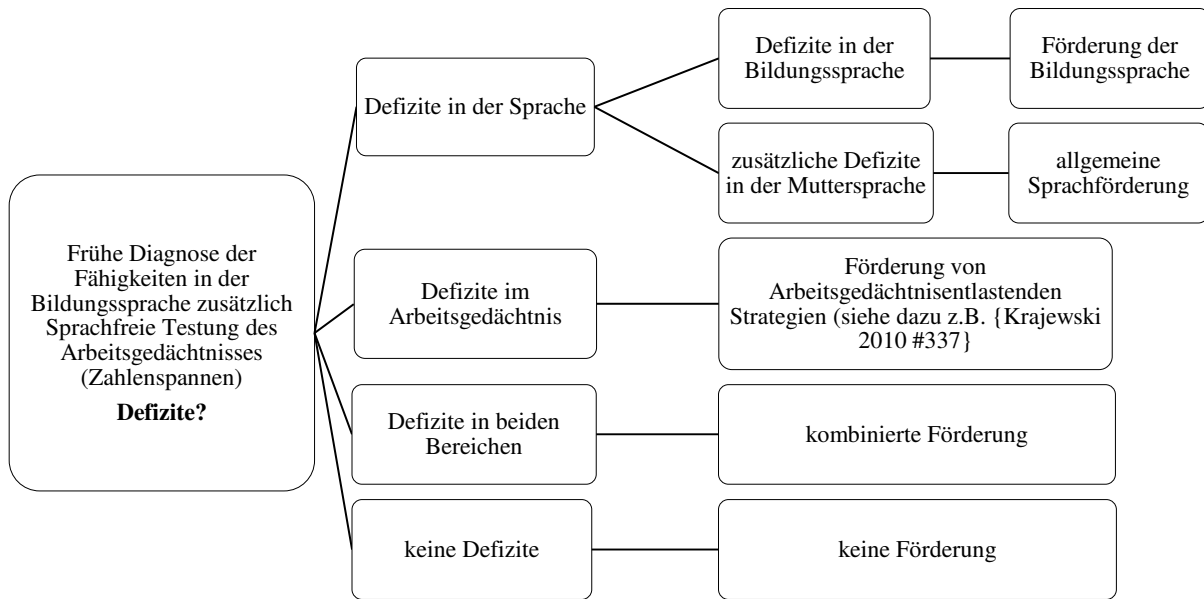 Frühe Diagnose der
Fähigkeiten in der
Bildungssprache zusätzlich
Sprachfreie Testung des
Arbeitsgedächtnisses
(Zahlenspannen)
Defizite?
Defizite in der Sprache
Defizite in der
Bildungssprache
Förderung der
Bildungssprache
zusätzliche Defizite
in der Muttersprache
allgemeine
Sprachförderung
Defizite im
Arbeitsgedächtnis
Förderung von
Arbeitsgedächtnisentlastenden
Strategien (siehe dazu z.B. {Krajewski
2010 #337}
Defizite in beiden
Bereichen
kombinierte Förderung
keine Defizite
keine Förderung